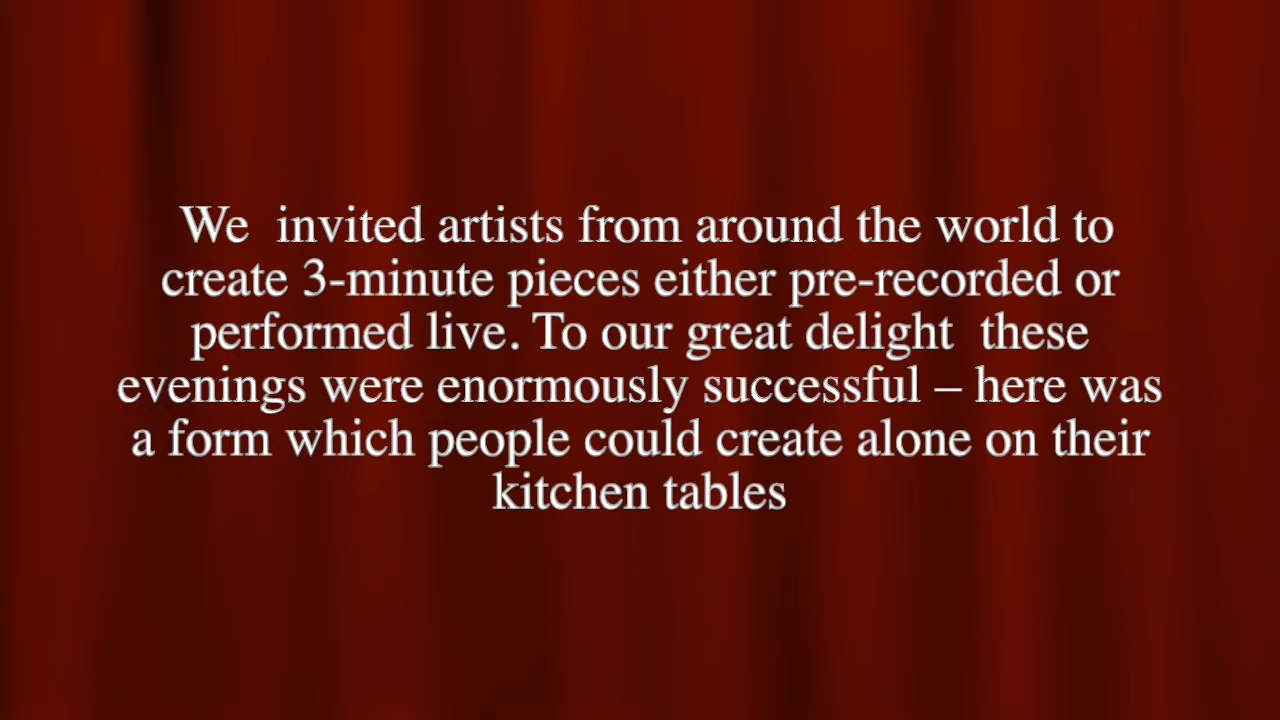 We  invited artists from around the world to
create 3-minute pieces either pre-recorded or
performed live. To our great delight  these
evenings were enormously successful – here was
a form which people could create alone on their
kitchen tables